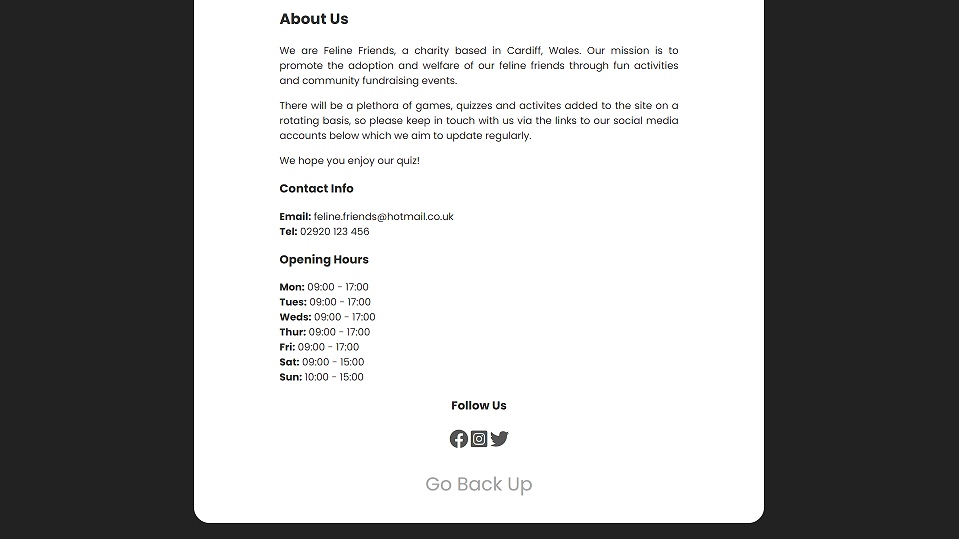 About Us
We are Feline Friends, a charity based in Cardiff, Wales. Our mission is to
promote the adoption and welfare of our feline friends through fun activities
and community fundraising events.
There will be a plethora of games, quizzes and activites added to the site on a
rotating basis, so please keep in touch with us via the links to our social media
accounts below which we aim to update regularly.
We hope you enjoy our quiz!
Contact Info
Email: feline.friends@hotmail.co.uk
Tel: 02920 123 456
Opening Hours
Mon: 09:00 - 17:00
Tues: 09:00 - 17:00
Weds: 09:00 - 17:00
Thur: 09:00 - 17:00
Fri: 09:00 - 17:00
Sat: 09:00 - 15:00
Sun: 10:00 - 15:00
Follow Us
Go Back Up